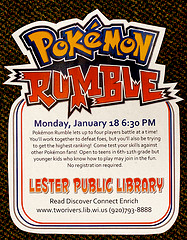 POKéMON
RUMBLE
Monday, January 18 6:30 PM
Pokémon Rumble lets up to four players battle at a time!
You'll work together to defeat foes, but you'll also be trying
to get the highest ranking! Come test your skills against
other Pokémon fans! Open to teens in 6th-12th grade but
younger kids who know how to play may join in the fun.
No registration required.
LESTER PUBLIC LIBRARY
Read Discover Connect Enrich
www.tworivers.lib.wi.us (920)793-8888